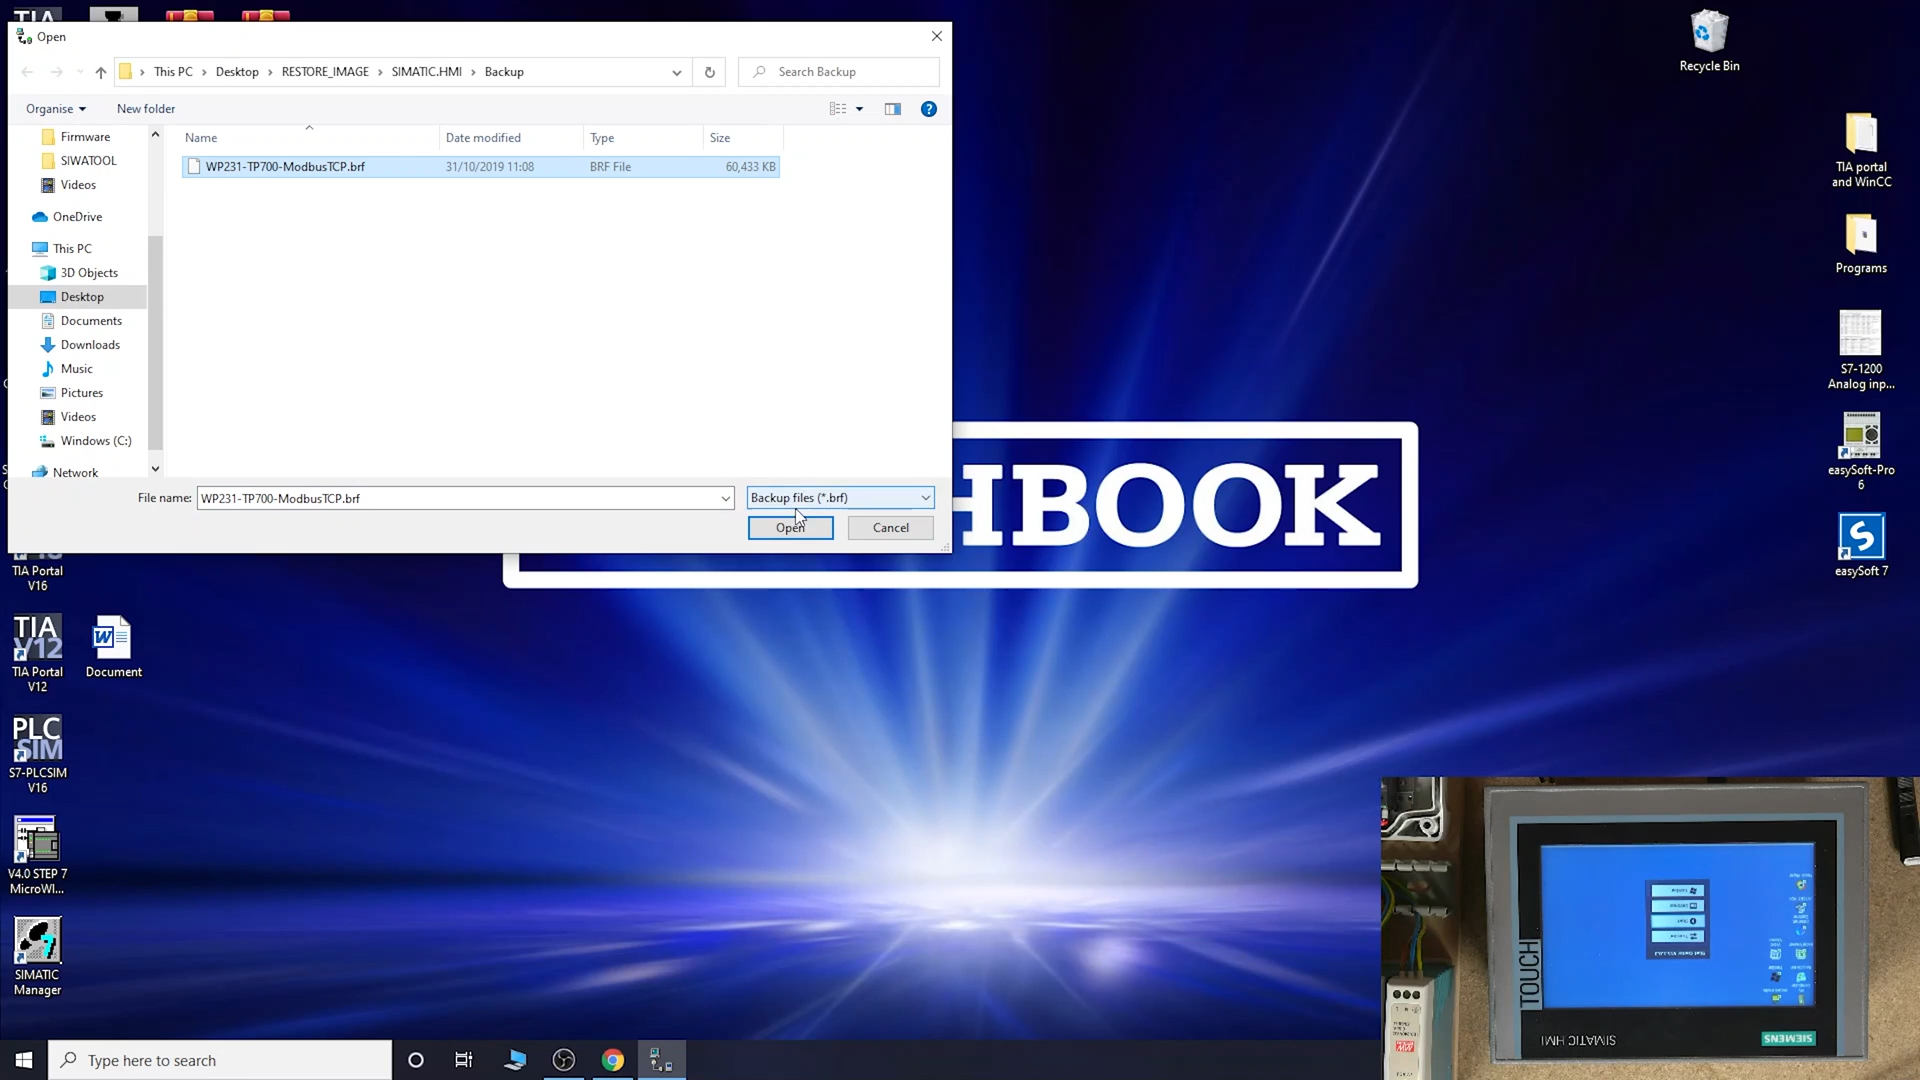 TIA
Open
This PC
Desktop
RESTORE_IMAGE
SIMATIC.HMI
Backup
Search Backup
Organise
New folder
Name
Date modified
Type
Size
Firmware
SIWATOOL
Videos
OneDrive
This PC
3D Objects
Desktop
Documents
Downloads
Music
Pictures
Videos
Windows (C:)
Network
WP231-TP700-ModbusTCP.brf
31/10/2019 11:08
BRF File
60,433 KB
File name:
WP231-TP700-ModbusTCP.brf
Backup files (*.brf)
Open
Cancel
HBOOK
Recycle Bin
TIA portal
and WinCC
Programs
S7-1200
Analog inp...
easySoft-Pro
6
easySoft 7
TIA Portal
V16
TIA
V12
TIA Portal
V12
Document
PLC
SIM
S7-PLCSIM
V16
V4.0 STEP 7
MicroWI...
SIMATIC
Manager
Type here to search
TOUCH
SIMATIC HMI
SIEMENS